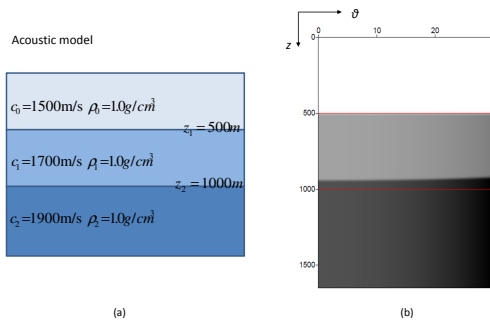 Acoustic model
c₀=1500m/s ρ₀=1.0g/cm³
z₁ = 500m
c₁=1700m/s ρ₁=1.0g/cm³
z₂ = 1000m
c₂=1900m/s ρ₂=1.0g/cm³
(a)
ϑ
z
0 10 20
0
500
1000
1500
(b)